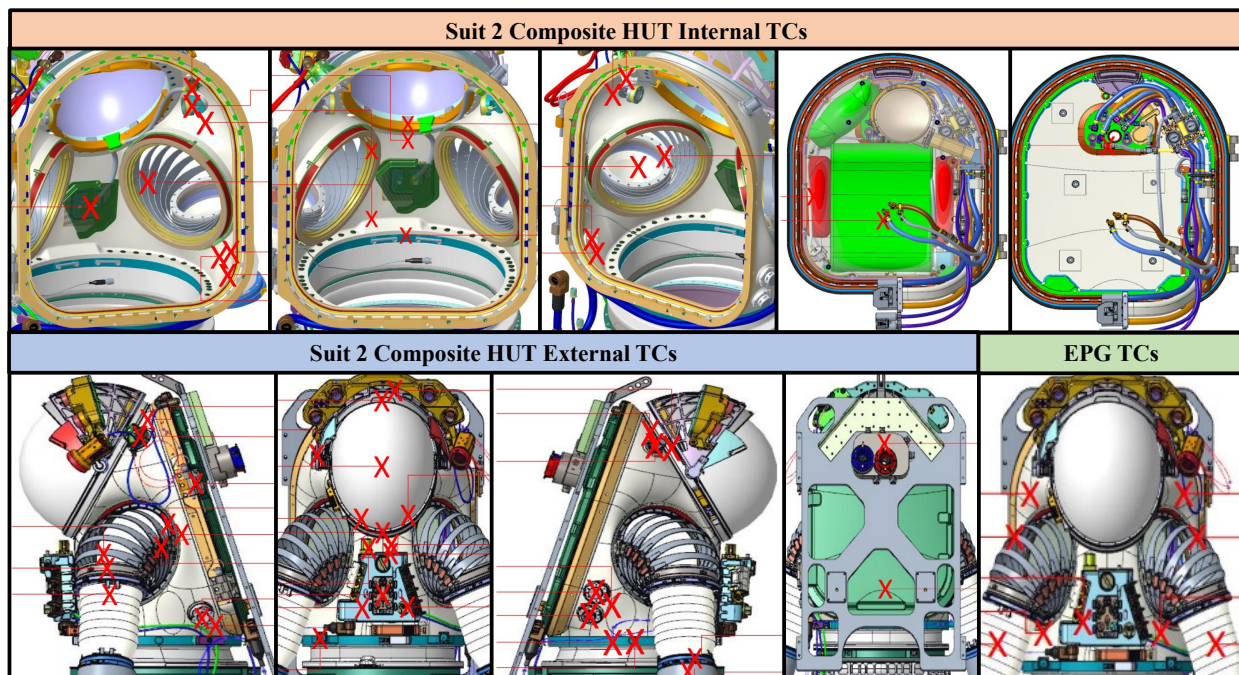 Suit 2 Composite HUT Internal TCs
Suit 2 Composite HUT External TCs
EPG TCs